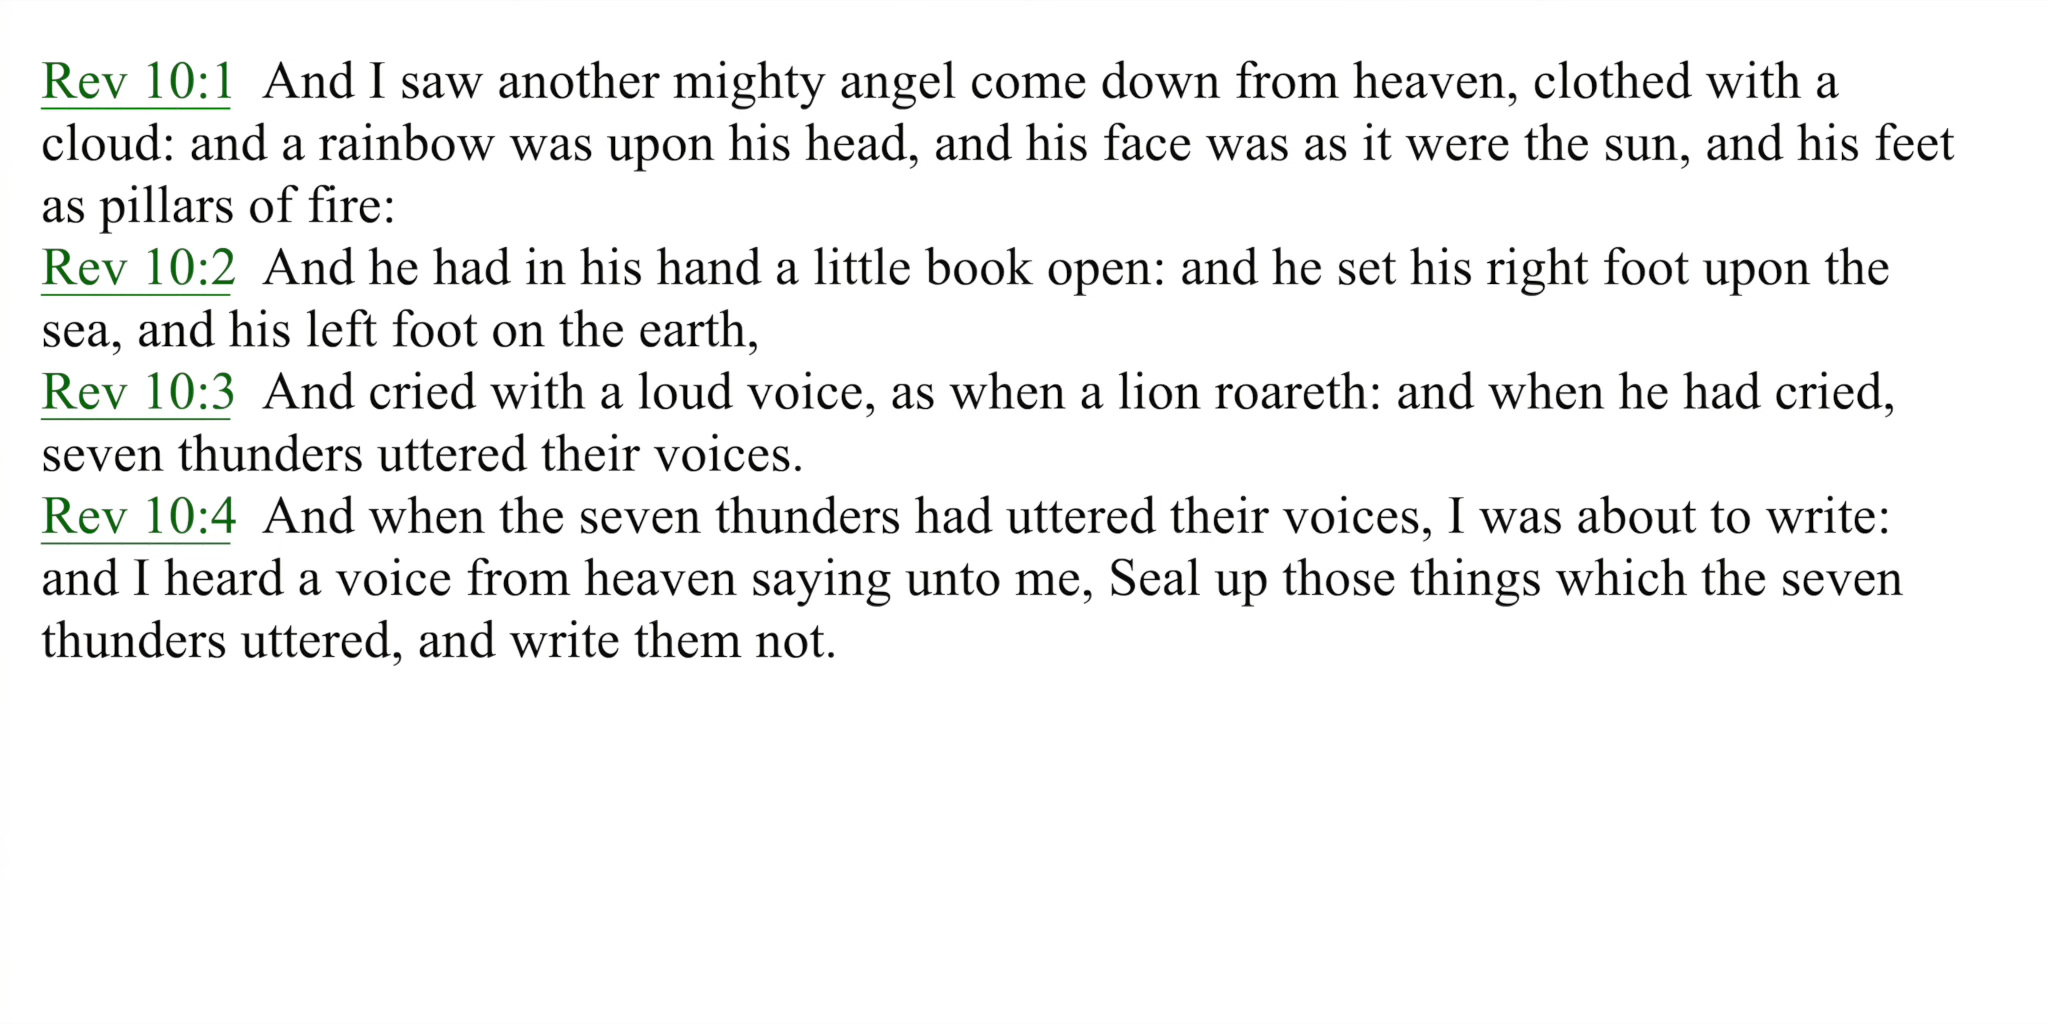 Rev 10:1  And I saw another mighty angel come down from heaven, clothed with a
cloud: and a rainbow was upon his head, and his face was as it were the sun, and his feet
as pillars of fire:
Rev 10:2  And he had in his hand a little book open: and he set his right foot upon the
sea, and his left foot on the earth,
Rev 10:3  And cried with a loud voice, as when a lion roareth: and when he had cried,
seven thunders uttered their voices.
Rev 10:4  And when the seven thunders had uttered their voices, I was about to write:
and I heard a voice from heaven saying unto me, Seal up those things which the seven
thunders uttered, and write them not.